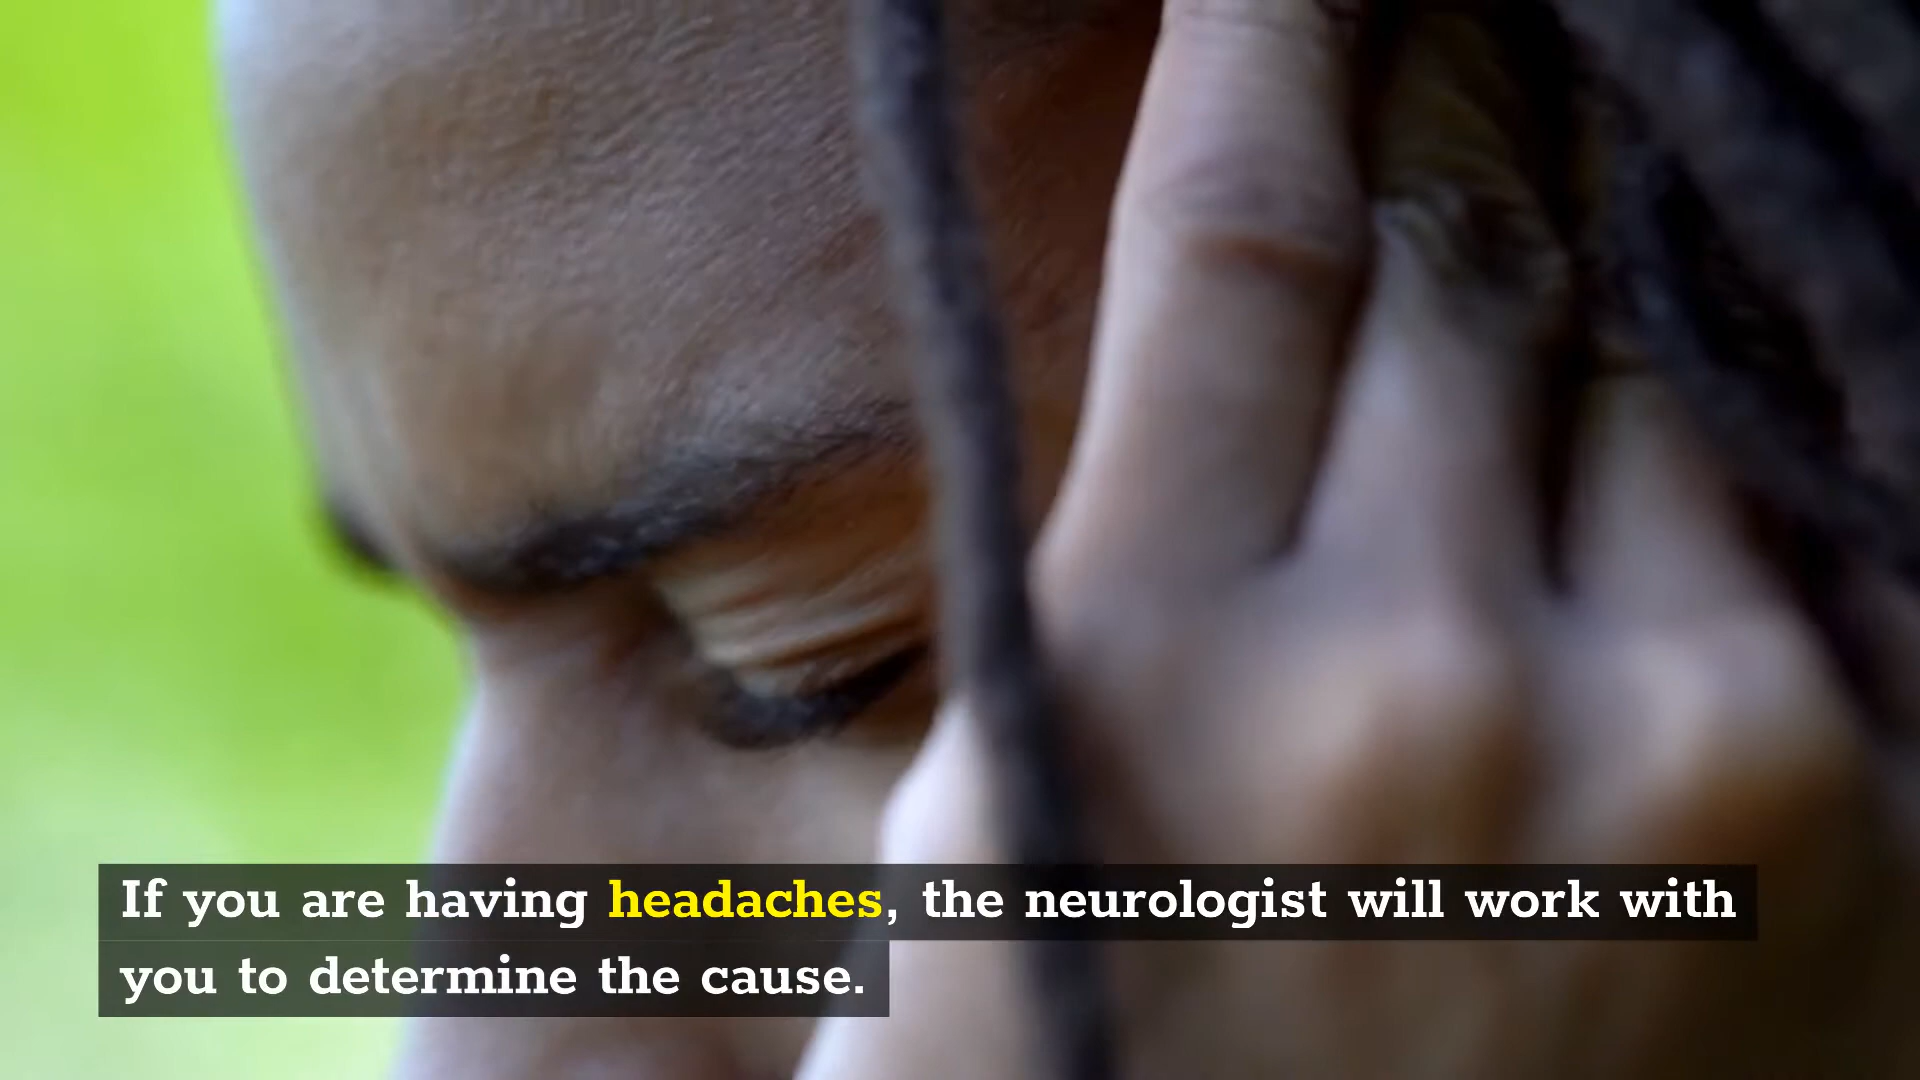 If you are having headaches, the neurologist will work with
you to determine the cause.